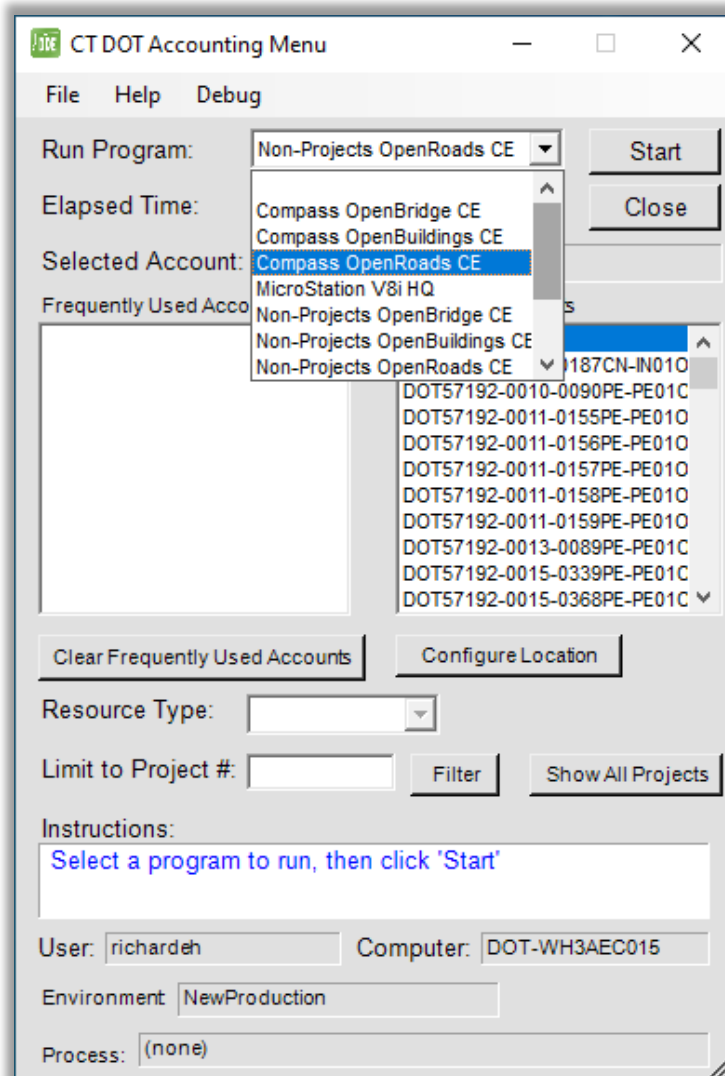 CT DOT Accounting Menu
File Help Debug
Run Program: Non-Projects OpenRoads CE Start
Elapsed Time: Close
Compass OpenBridge CE
Compass OpenBuildings CE
Selected Account: Compass OpenRoads CE
MicroStation V8i HQ
Frequently Used Acco
Non-Projects OpenBridge CE
Non-Projects OpenBuildings CE
Non-Projects OpenRoads CE
0187CN-IN01O
DOT57192-0010-0090PE-PE01C
DOT57192-0011-0155PE-PE01O
DOT57192-0011-0156PE-PE01O
DOT57192-0011-0157PE-PE01O
DOT57192-0011-0158PE-PE01O
DOT57192-0011-0159PE-PE01O
DOT57192-0013-0089PE-PE01C
DOT57192-0015-0339PE-PE01C
DOT57192-0015-0368PE-PE01C
Clear Frequently Used Accounts Configure Location
Resource Type:
Limit to Project #: Filter Show All Projects
Instructions:
Select a program to run, then click 'Start'
User: richardeh Computer: DOT-WH3AEC015
Environment NewProduction
Process: (none)